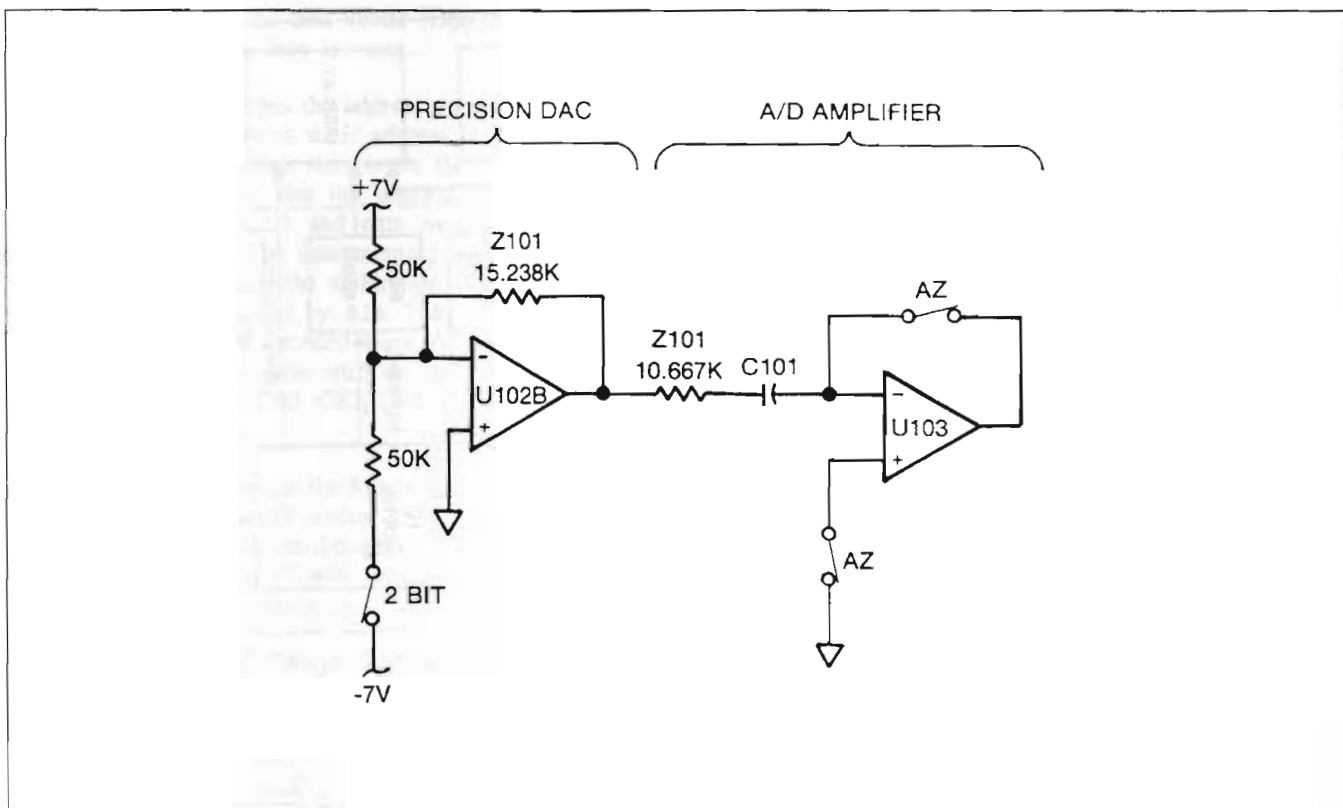 PRECISION DAC
A/D AMPLIFIER
+7V
50K
Z101
15.238K
U102B
-
+
50K
2 BIT
-7V
Z101
10.667K
C101
AZ
U103
-
+
AZ